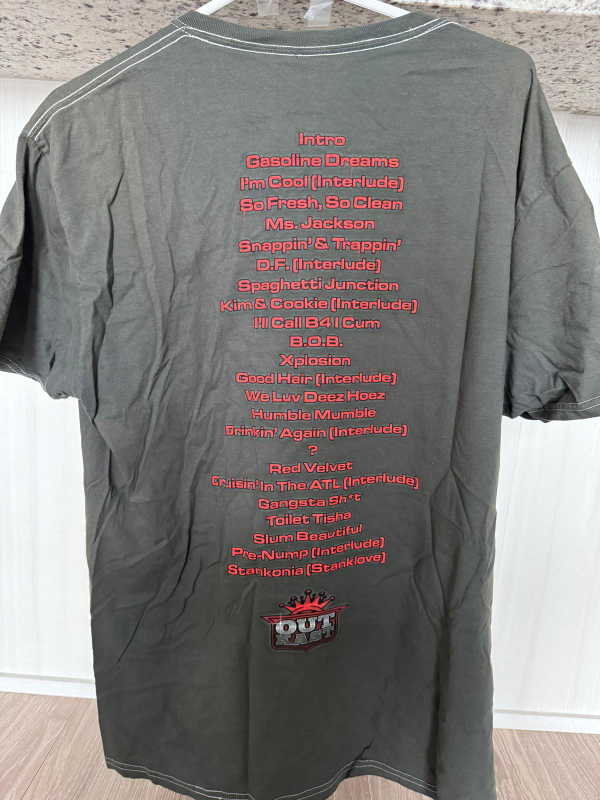 Intro
Gasoline Dreams
I'm Cool (Interlude)
So Fresh, So Clean
Ms. Jackson
Snappin' & Trappin'
D.F. (Interlude)
Spaghetti Junction
Kim & Cookie (Interlude)
I'll Call B4 I Cum
B.O.B.
Xplosion
Good Hair (Interlude)
We Luv Deez Hoez
Humble Mumble
Drinkin' Again (Interlude)
?
Red Velvet
Cruisin' In The ATL (Interlude)
Gangsta Sh*t
Toilet Tisha
Slum Beautiful
Pre-Nump (Interlude)
Stankonia (Stanklove)
OUT
KAST